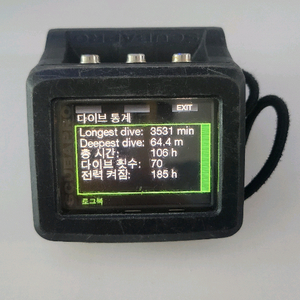 EXIT
다이브 통계
Longest dive: 3531 min
Deepest dive: 64.4 m
총 시간: 106 h
다이브 횟수: 70
전력 켜짐: 185 h
로그북